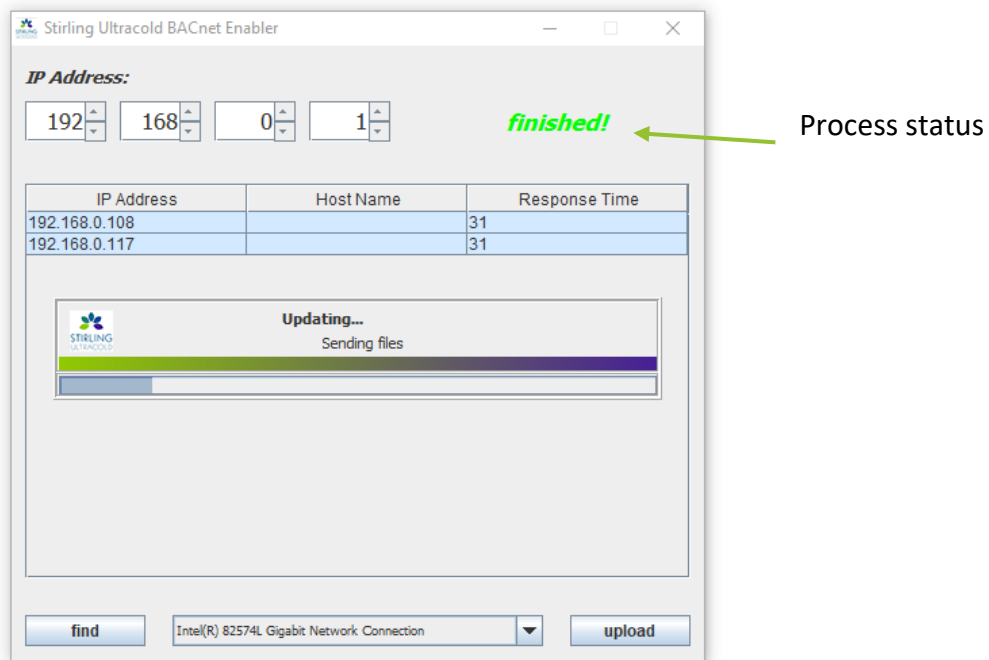 Stirling Ultracold BACnet Enabler
IP Address:
192 168 0 1
finished!
Process status
IP Address Host Name Response Time
192.168.0.108 31
192.168.0.117 31
Updating...
Sending files
STIRLING
ULTRACOLD
find Intel(R) 82574L Gigabit Network Connection upload